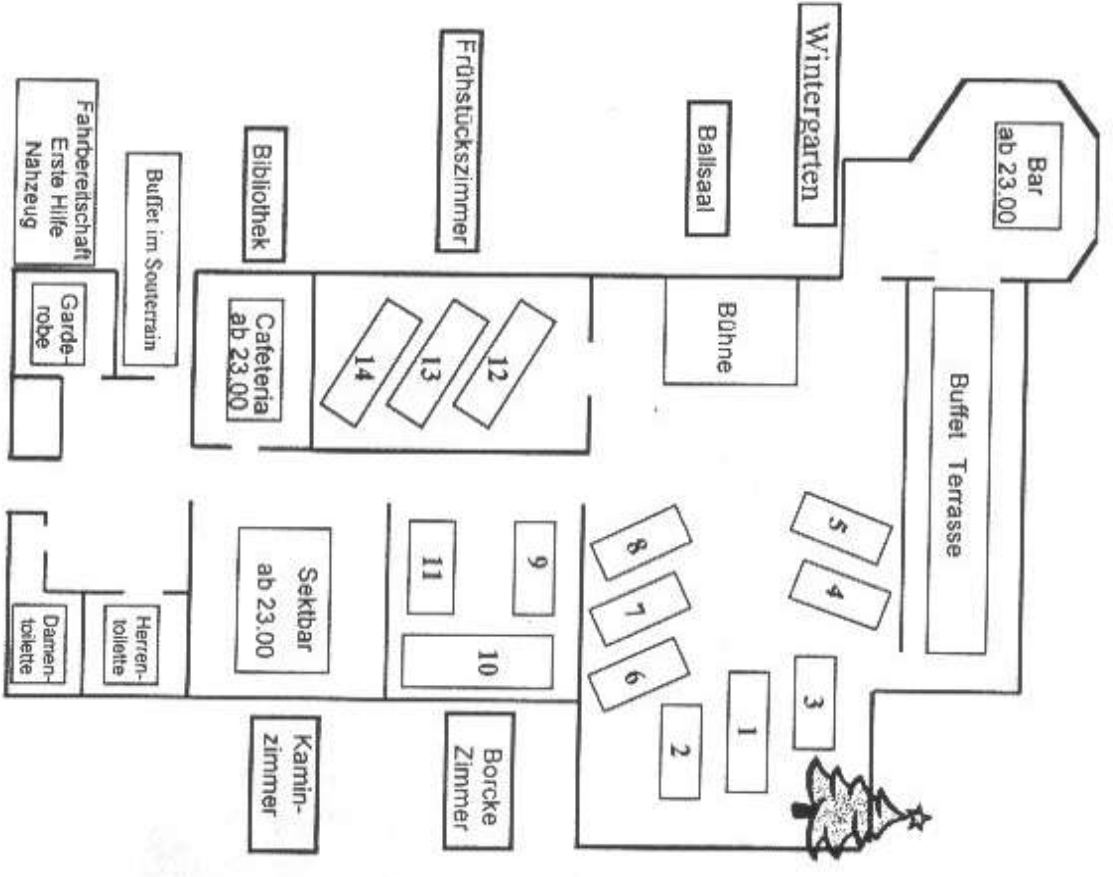 Wintergarten
Bar
ab 23.00
Ballsaal
Bühne
Buffet Terrasse
5
4
3
1
2
8
7
6
Frühstückszimmer
12
13
14
9
11
10
Borcke
Zimmer
Bibliothek
Cafeteria
ab 23.00
Sektbar
ab 23.00
Kamin-
zimmer
Buffet im Souterrain
Fahrbereitschaft
Erste Hilfe
Nähzeug
Garde-
robe
Herren-
toilette
Damen-
toilette